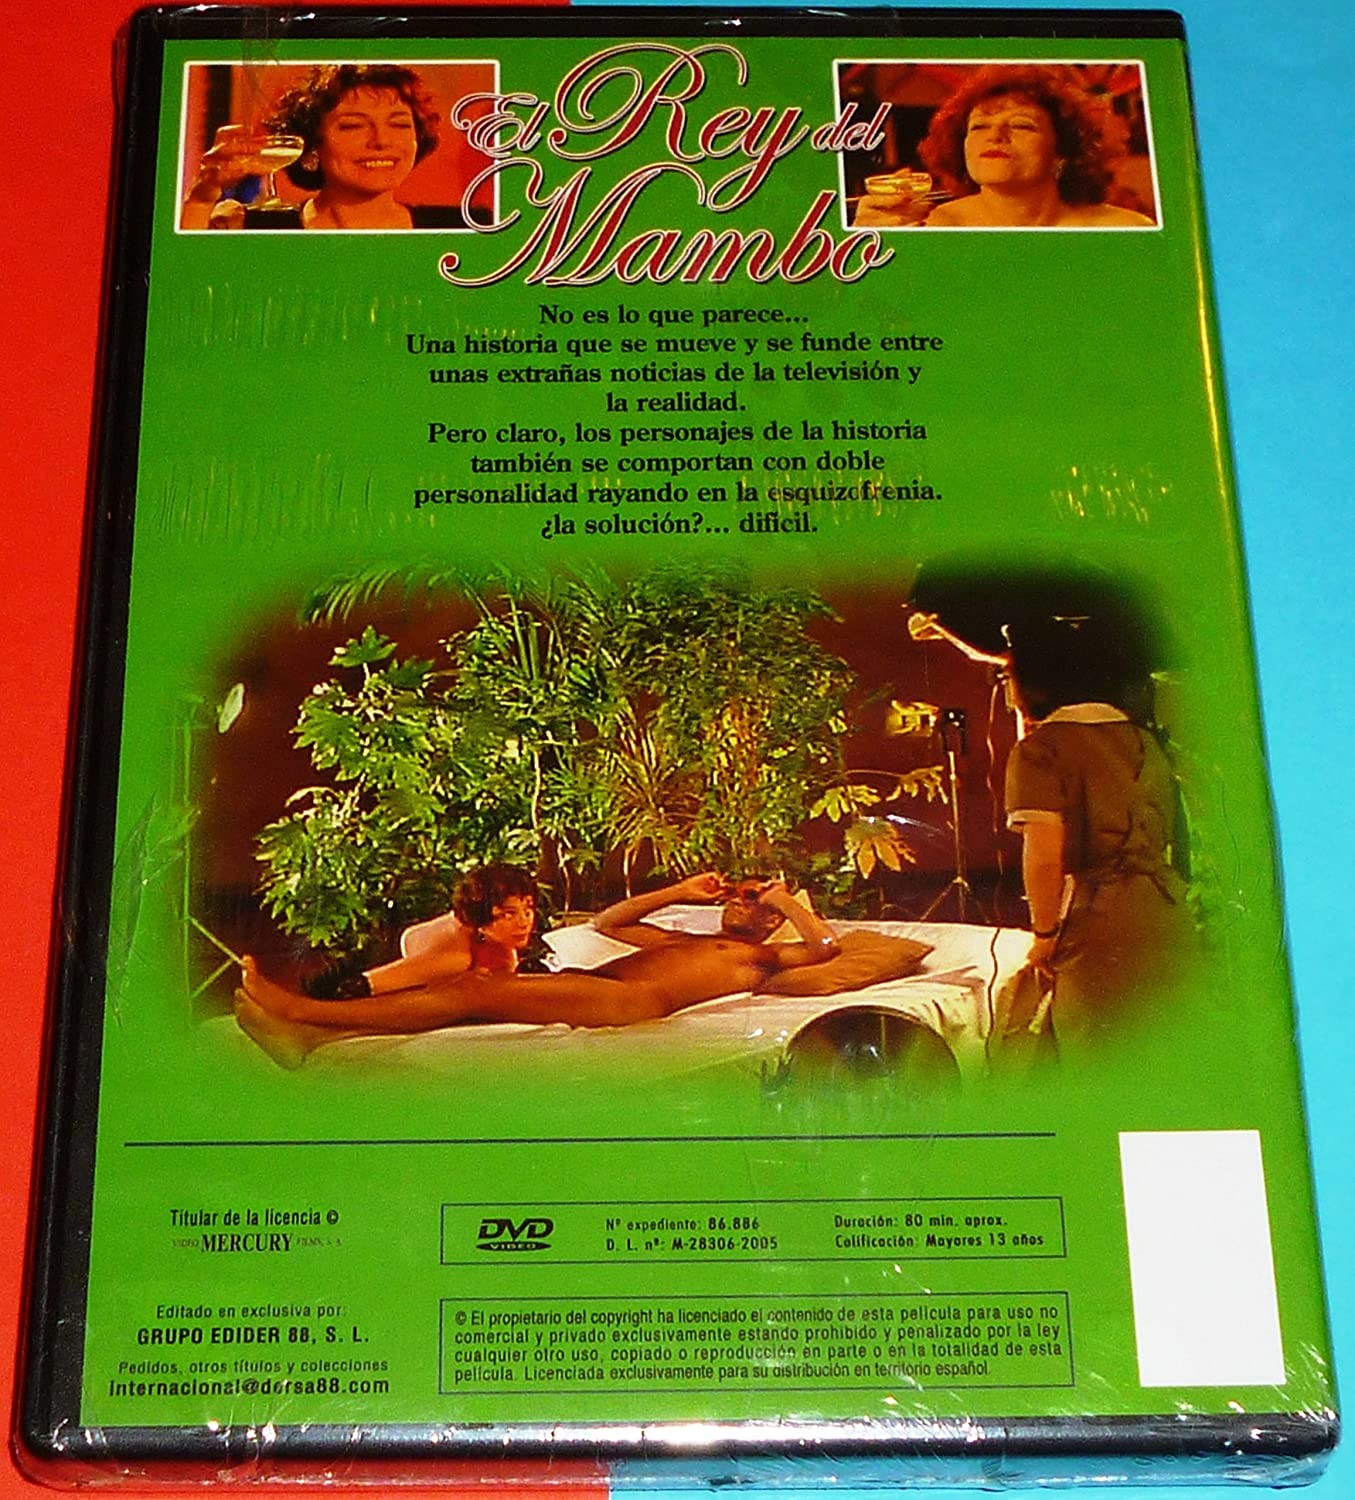 El Rey del
Mambo
No es lo que parece...
Una historia que se mueve y se funde entre
unas extrañas noticias de la televisión y
la realidad.
Pero claro, los personajes de la historia
también se comportan con doble
personalidad rayando en la esquizofrenia.
¿la solución?... difícil.
Titular de la licencia ©
VIDEO MERCURY FILMS, S. A.
Editado en exclusiva por:
GRUPO EDIDER 88, S. L.
Pedidos, otros títulos y colecciones
internacional@dersa88.com
DVD
VIDEO
Nº expediente: 86.886
D. L. nº: M-28306-2005
Duración: 80 min. aprox.
Calificación: Mayores 13 años
© El propietario del copyright ha licenciado el contenido de esta película para uso no
comercial y privado exclusivamente estando prohibido y penalizado por la ley
cualquier otro uso, copiado o reproducción en parte o en la totalidad de esta
película. Licenciada exclusivamente para su distribución en territorio español.